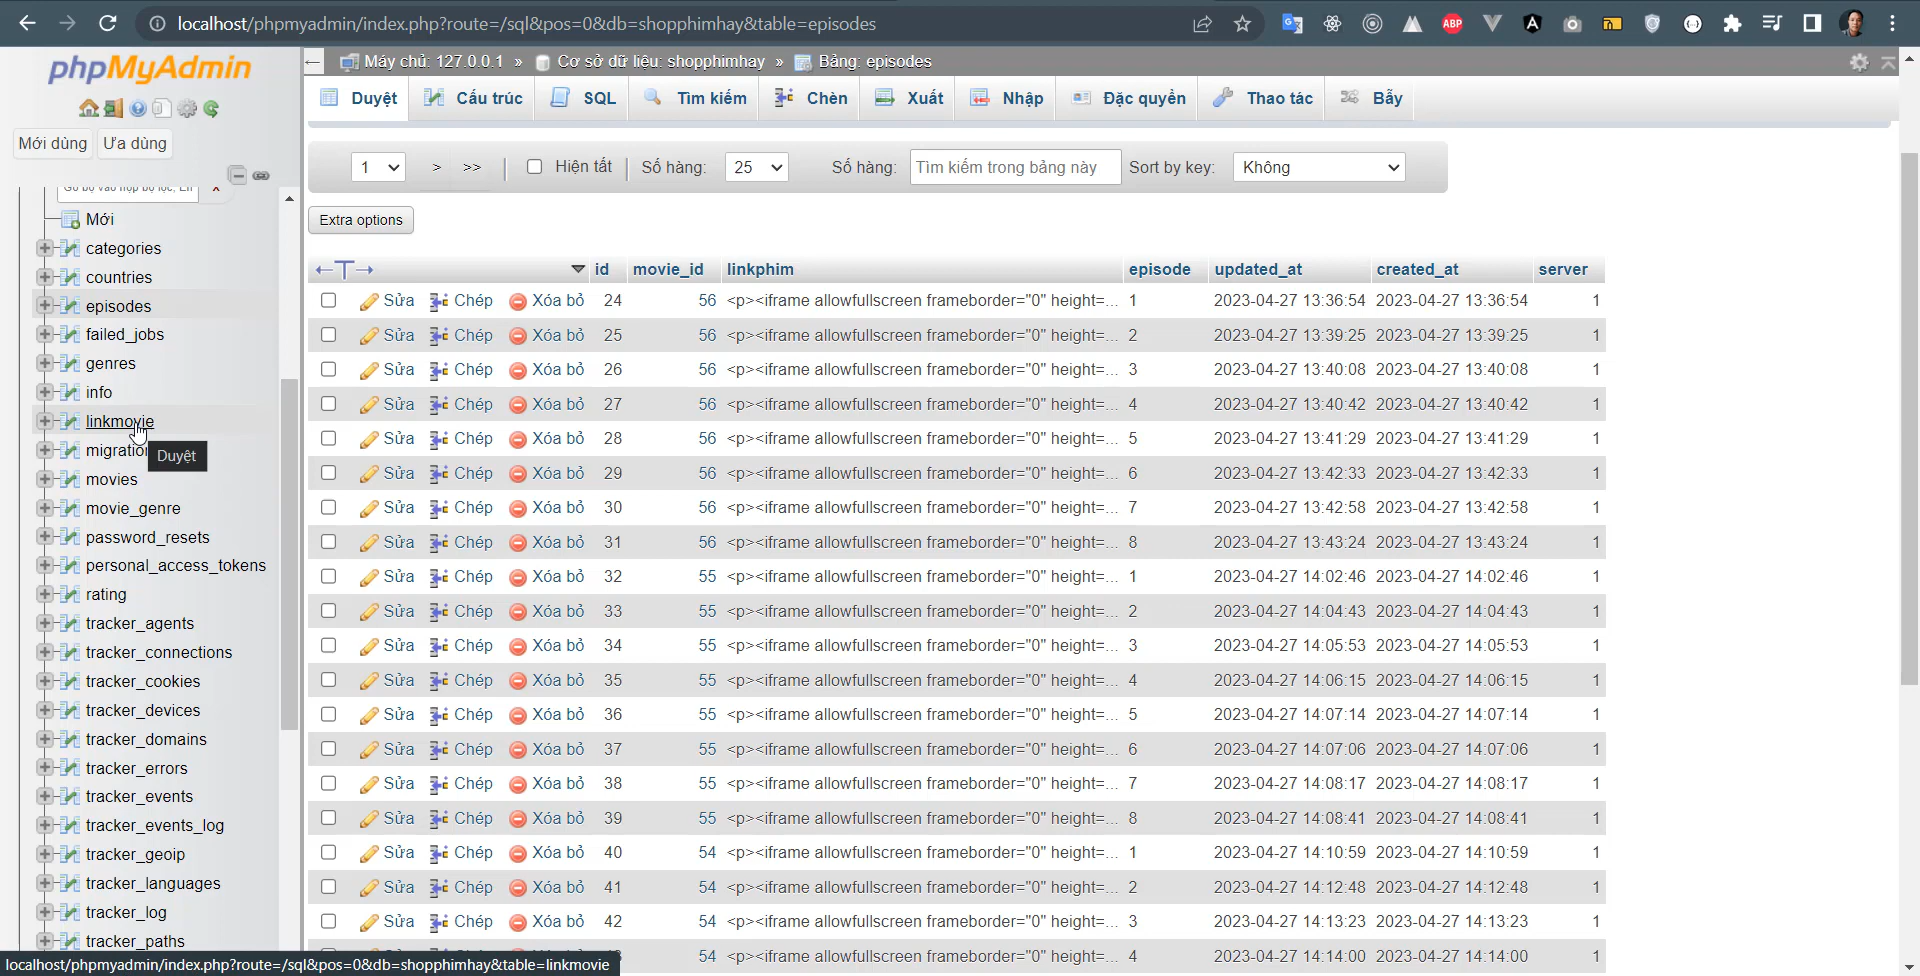 localhost/phpmyadmin/index.php?route=/sql&pos=0&db=shopphimhay&table=episodes
ABP
phpMyAdmin
Mới dùng Ưa dùng
Mới
categories
countries
episodes
failed_jobs
genres
info
linkmovie
Duyệt
movies
movie_genre
password_resets
personal_access_tokens
rating
tracker_agents
tracker_connections
tracker_cookies
tracker_devices
tracker_domains
tracker_errors
tracker_events
tracker_events_log
tracker_geoip
tracker_languages
tracker_log
tracker_paths
localhost/phpmyadmin/index.php?route=/sql&pos=0&db=shopphimhay&table=linkmovie
Máy chủ: 127.0.0.1 » Cơ sở dữ liệu: shopphimhay » Bảng: episodes
Duyệt Cấu trúc SQL Tìm kiếm Chèn Xuất Nhập Đặc quyền Thao tác Bẫy
1 > >> | Hiện tất | Số hàng: 25 Số hàng: Tìm kiếm trong bảng này Sort by key: Không
Extra options
←T→ id movie_id linkphim episode updated_at created_at server
Sửa Chép Xóa bỏ 24 56 <p><iframe allowfullscreen frameborder="0" height=... 1 2023-04-27 13:36:54 2023-04-27 13:36:54 1
Sửa Chép Xóa bỏ 25 56 <p><iframe allowfullscreen frameborder="0" height=... 2 2023-04-27 13:39:25 2023-04-27 13:39:25 1
Sửa Chép Xóa bỏ 26 56 <p><iframe allowfullscreen frameborder="0" height=... 3 2023-04-27 13:40:08 2023-04-27 13:40:08 1
Sửa Chép Xóa bỏ 27 56 <p><iframe allowfullscreen frameborder="0" height=... 4 2023-04-27 13:40:42 2023-04-27 13:40:42 1
Sửa Chép Xóa bỏ 28 56 <p><iframe allowfullscreen frameborder="0" height=... 5 2023-04-27 13:41:29 2023-04-27 13:41:29 1
Sửa Chép Xóa bỏ 29 56 <p><iframe allowfullscreen frameborder="0" height=... 6 2023-04-27 13:42:33 2023-04-27 13:42:33 1
Sửa Chép Xóa bỏ 30 56 <p><iframe allowfullscreen frameborder="0" height=... 7 2023-04-27 13:42:58 2023-04-27 13:42:58 1
Sửa Chép Xóa bỏ 31 56 <p><iframe allowfullscreen frameborder="0" height=... 8 2023-04-27 13:43:24 2023-04-27 13:43:24 1
Sửa Chép Xóa bỏ 32 55 <p><iframe allowfullscreen frameborder="0" height=... 1 2023-04-27 14:02:46 2023-04-27 14:02:46 1
Sửa Chép Xóa bỏ 33 55 <p><iframe allowfullscreen frameborder="0" height=... 2 2023-04-27 14:04:43 2023-04-27 14:04:43 1
Sửa Chép Xóa bỏ 34 55 <p><iframe allowfullscreen frameborder="0" height=... 3 2023-04-27 14:05:53 2023-04-27 14:05:53 1
Sửa Chép Xóa bỏ 35 55 <p><iframe allowfullscreen frameborder="0" height=... 4 2023-04-27 14:06:15 2023-04-27 14:06:15 1
Sửa Chép Xóa bỏ 36 55 <p><iframe allowfullscreen frameborder="0" height=... 5 2023-04-27 14:07:14 2023-04-27 14:07:14 1
Sửa Chép Xóa bỏ 37 55 <p><iframe allowfullscreen frameborder="0" height=... 6 2023-04-27 14:07:06 2023-04-27 14:07:06 1
Sửa Chép Xóa bỏ 38 55 <p><iframe allowfullscreen frameborder="0" height=... 7 2023-04-27 14:08:17 2023-04-27 14:08:17 1
Sửa Chép Xóa bỏ 39 55 <p><iframe allowfullscreen frameborder="0" height=... 8 2023-04-27 14:08:41 2023-04-27 14:08:41 1
Sửa Chép Xóa bỏ 40 54 <p><iframe allowfullscreen frameborder="0" height=... 1 2023-04-27 14:10:59 2023-04-27 14:10:59 1
Sửa Chép Xóa bỏ 41 54 <p><iframe allowfullscreen frameborder="0" height=... 2 2023-04-27 14:12:48 2023-04-27 14:12:48 1
Sửa Chép Xóa bỏ 42 54 <p><iframe allowfullscreen frameborder="0" height=... 3 2023-04-27 14:13:23 2023-04-27 14:13:23 1
54 <p><iframe allowfullscreen frameborder="0" height=... 4 2023-04-27 14:14:00 2023-04-27 14:14:00 1